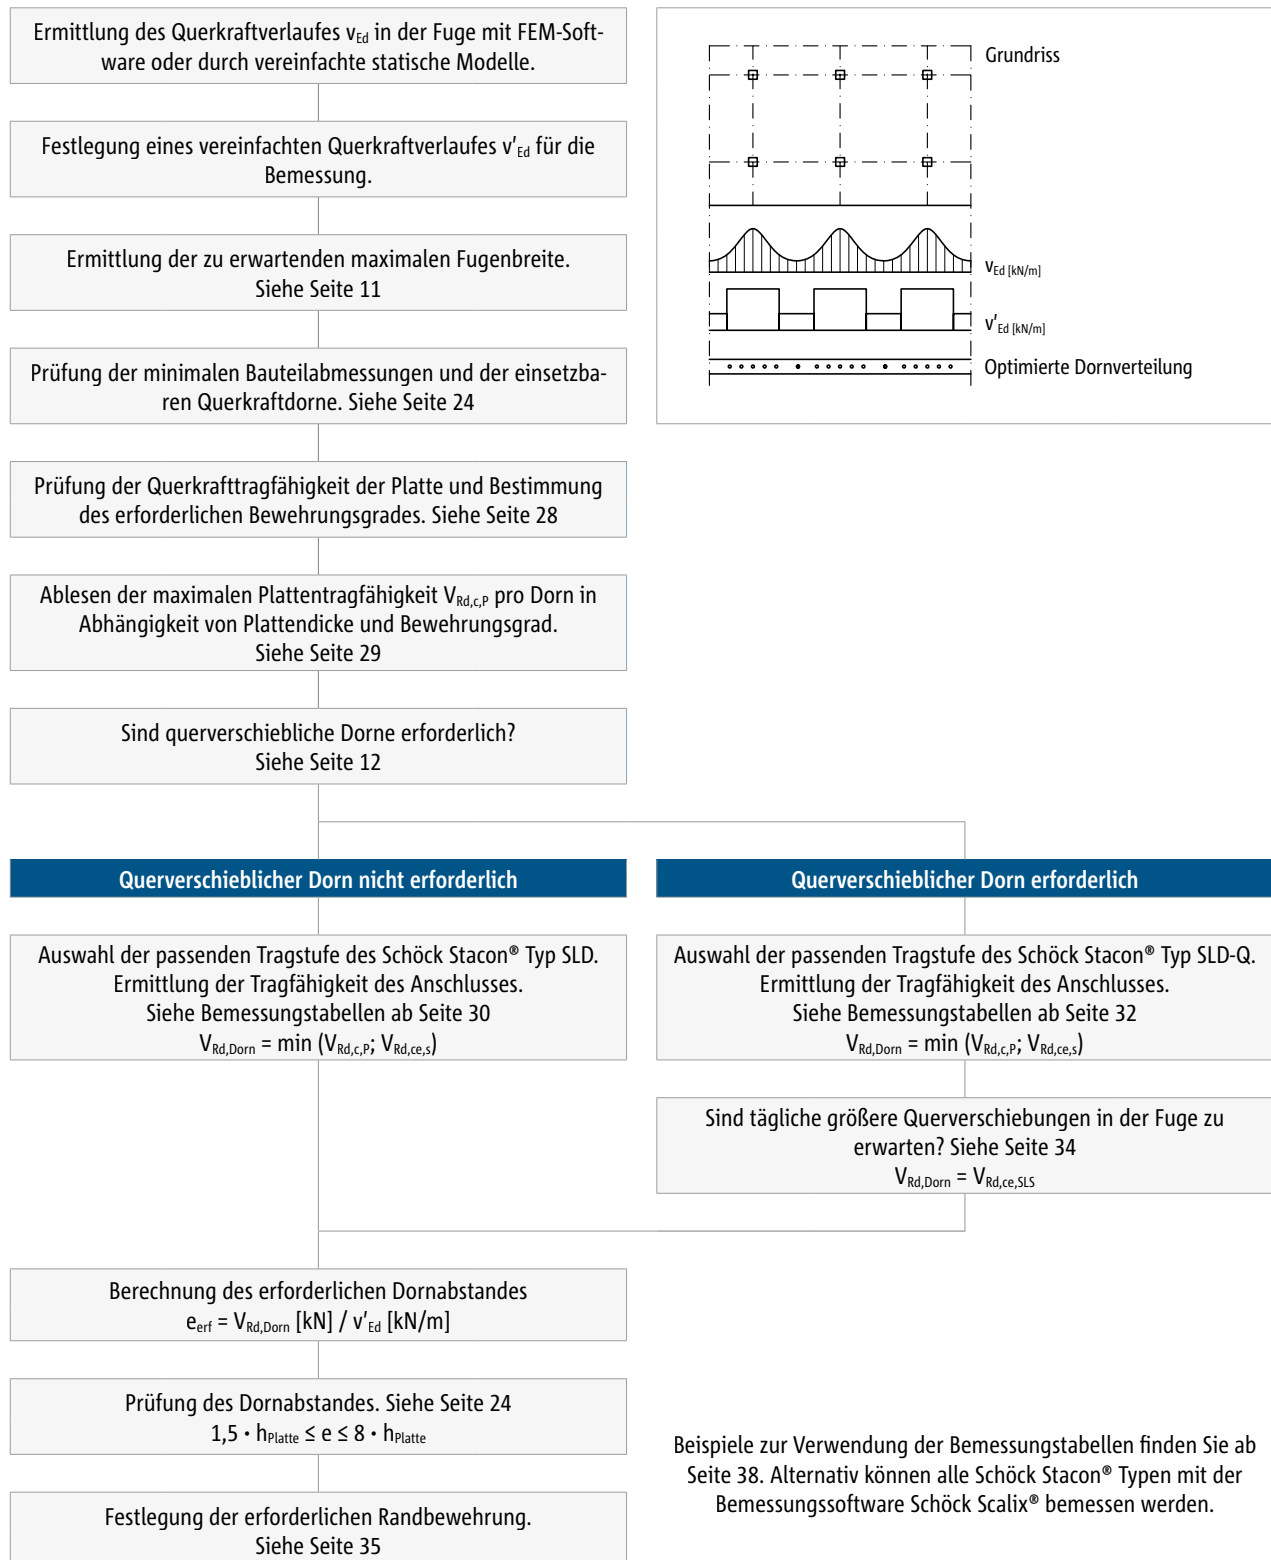 Ermittlung des Querkraftverlaufes vEd in der Fuge mit FEM-Soft-
ware oder durch vereinfachte statische Modelle.
Festlegung eines vereinfachten Querkraftverlaufes v'Ed für die
Bemessung.
Ermittlung der zu erwartenden maximalen Fugenbreite.
Siehe Seite 11
Prüfung der minimalen Bauteilabmessungen und der einsetzba-
ren Querkraftdorne. Siehe Seite 24
Prüfung der Querkrafttragfähigkeit der Platte und Bestimmung
des erforderlichen Bewehrungsgrades. Siehe Seite 28
Ablesen der maximalen Plattentragfähigkeit VRd,c,P pro Dorn in
Abhängigkeit von Plattendicke und Bewehrungsgrad.
Siehe Seite 29
Sind querverschiebliche Dorne erforderlich?
Siehe Seite 12
Grundriss
vEd [kN/m]
v'Ed [kN/m]
Optimierte Dornverteilung
Querverschieblicher Dorn nicht erforderlich
Auswahl der passenden Tragstufe des Schöck Stacon® Typ SLD.
Ermittlung der Tragfähigkeit des Anschlusses.
Siehe Bemessungstabellen ab Seite 30
VRd,Dorn = min (VRd,c,P; VRd,ce,s)
Querverschieblicher Dorn erforderlich
Auswahl der passenden Tragstufe des Schöck Stacon® Typ SLD-Q.
Ermittlung der Tragfähigkeit des Anschlusses.
Siehe Bemessungstabellen ab Seite 32
VRd,Dorn = min (VRd,c,P; VRd,ce,s)
Sind tägliche größere Querverschiebungen in der Fuge zu
erwarten? Siehe Seite 34
VRd,Dorn = VRd,ce,SLS
Berechnung des erforderlichen Dornabstandes
eerf = VRd,Dorn [kN] / v'Ed [kN/m]
Prüfung des Dornabstandes. Siehe Seite 24
1,5 • hPlatte ≤ e ≤ 8 • hPlatte
Festlegung der erforderlichen Randbewehrung.
Siehe Seite 35
Beispiele zur Verwendung der Bemessungstabellen finden Sie ab
Seite 38. Alternativ können alle Schöck Stacon® Typen mit der
Bemessungssoftware Schöck Scalix® bemessen werden.